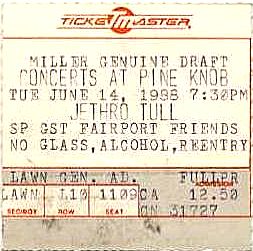 TICKETMASTER
MILLER GENUINE DRAFT
CONCERTS AT PINE KNOB
TUE JUNE 14, 1988 7:30PM
JETHRO TULL
SP GST FAIRPORT FRIENDS
NO GLASS,ALCOHOL,REENTRY
LAWN GEN. AD. FULLPR
ADMISSION
LAWN L10 1109 CA 12.50
SEC/BOX ROW SEAT CN 31727